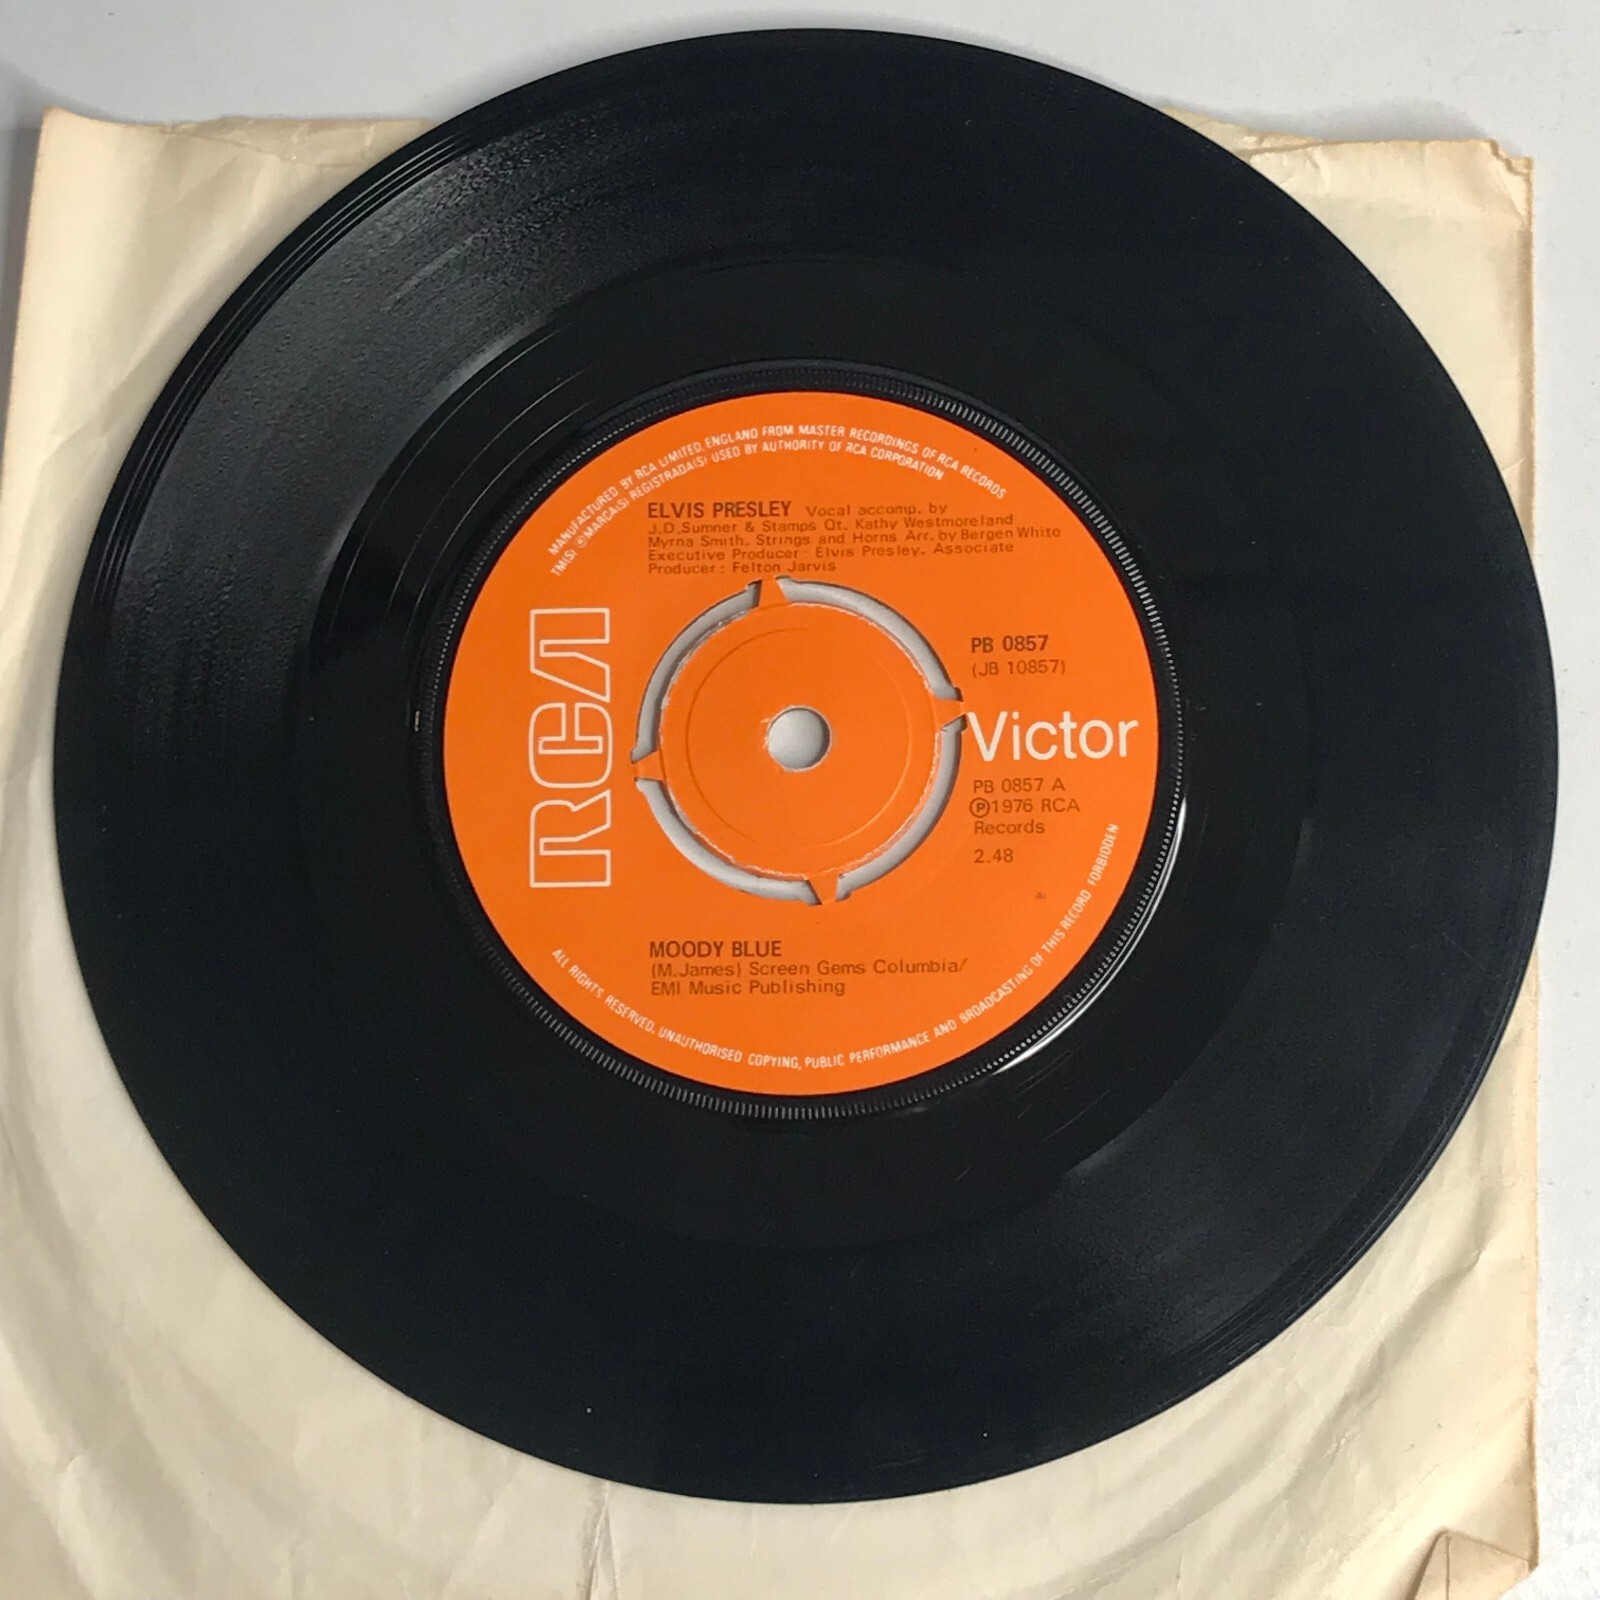 MANUFACTURED BY RCA LIMITED, ENGLAND FROM MASTER RECORDINGS OF RCA RECORDS
TM(S) ® MARCA(S) REGISTRADA(S) USED BY AUTHORITY OF RCA CORPORATION
ELVIS PRESLEY Vocal accomp. by
J.D.Sumner & Stamps Qt. Kathy Westmoreland
Myrna Smith. Strings and Horns Arr. by Bergen White
Executive Producer : Elvis Presley. Associate
Producer : Felton Jarvis
RCA
PB 0857
(JB 10857)
Victor
PB 0857 A
℗1976 RCA
Records
2.48
MOODY BLUE
(M.James) Screen Gems Columbia/
EMI Music Publishing
ALL RIGHTS RESERVED. UNAUTHORISED COPYING, PUBLIC PERFORMANCE AND BROADCASTING OF THIS RECORD FORBIDDEN